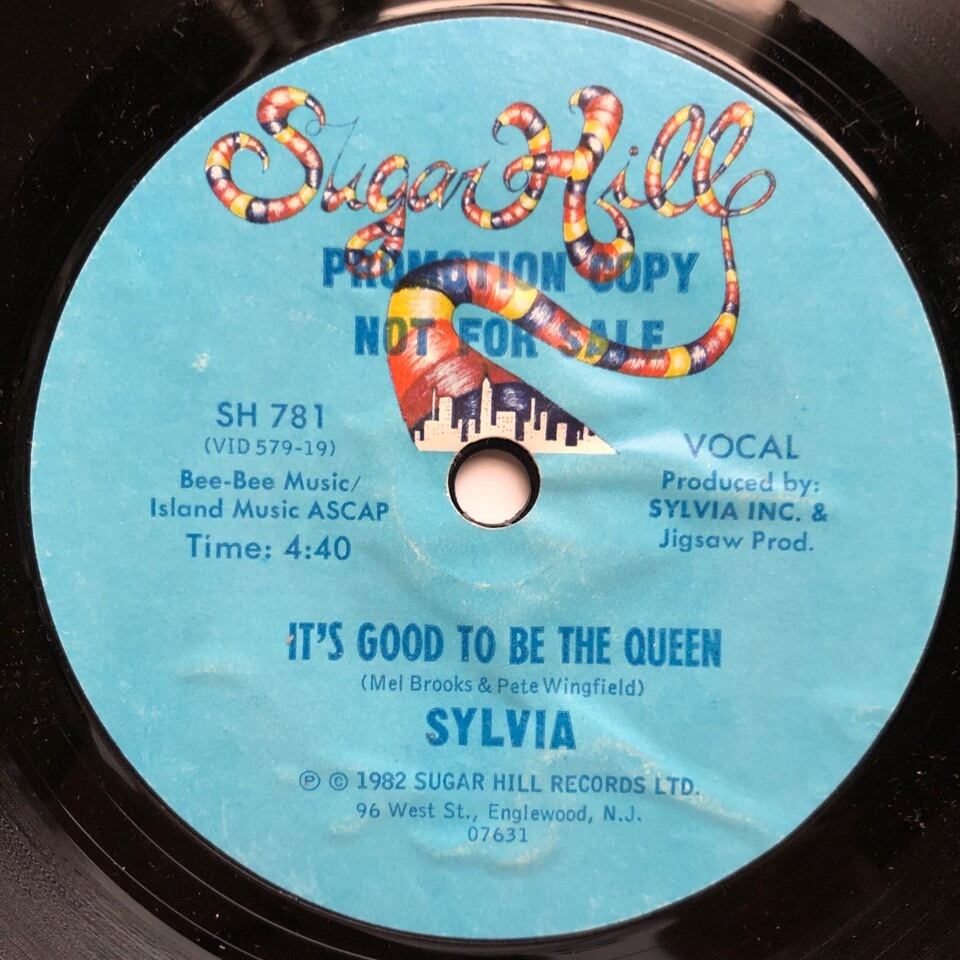 Sugar Hill
PROMOTION COPY
NOT FOR SALE
SH 781
(VID 579-19)
Bee-Bee Music/
Island Music ASCAP
Time: 4:40
VOCAL
Produced by:
SYLVIA INC. &
Jigsaw Prod.
IT'S GOOD TO BE THE QUEEN
(Mel Brooks & Pete Wingfield)
SYLVIA
℗ © 1982 SUGAR HILL RECORDS LTD.
96 West St., Englewood, N.J.
07631